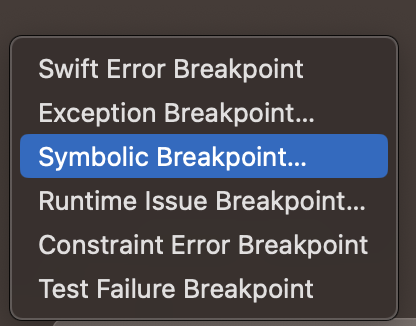 Swift Error Breakpoint
Exception Breakpoint...
Symbolic Breakpoint...
Runtime Issue Breakpoint...
Constraint Error Breakpoint
Test Failure Breakpoint